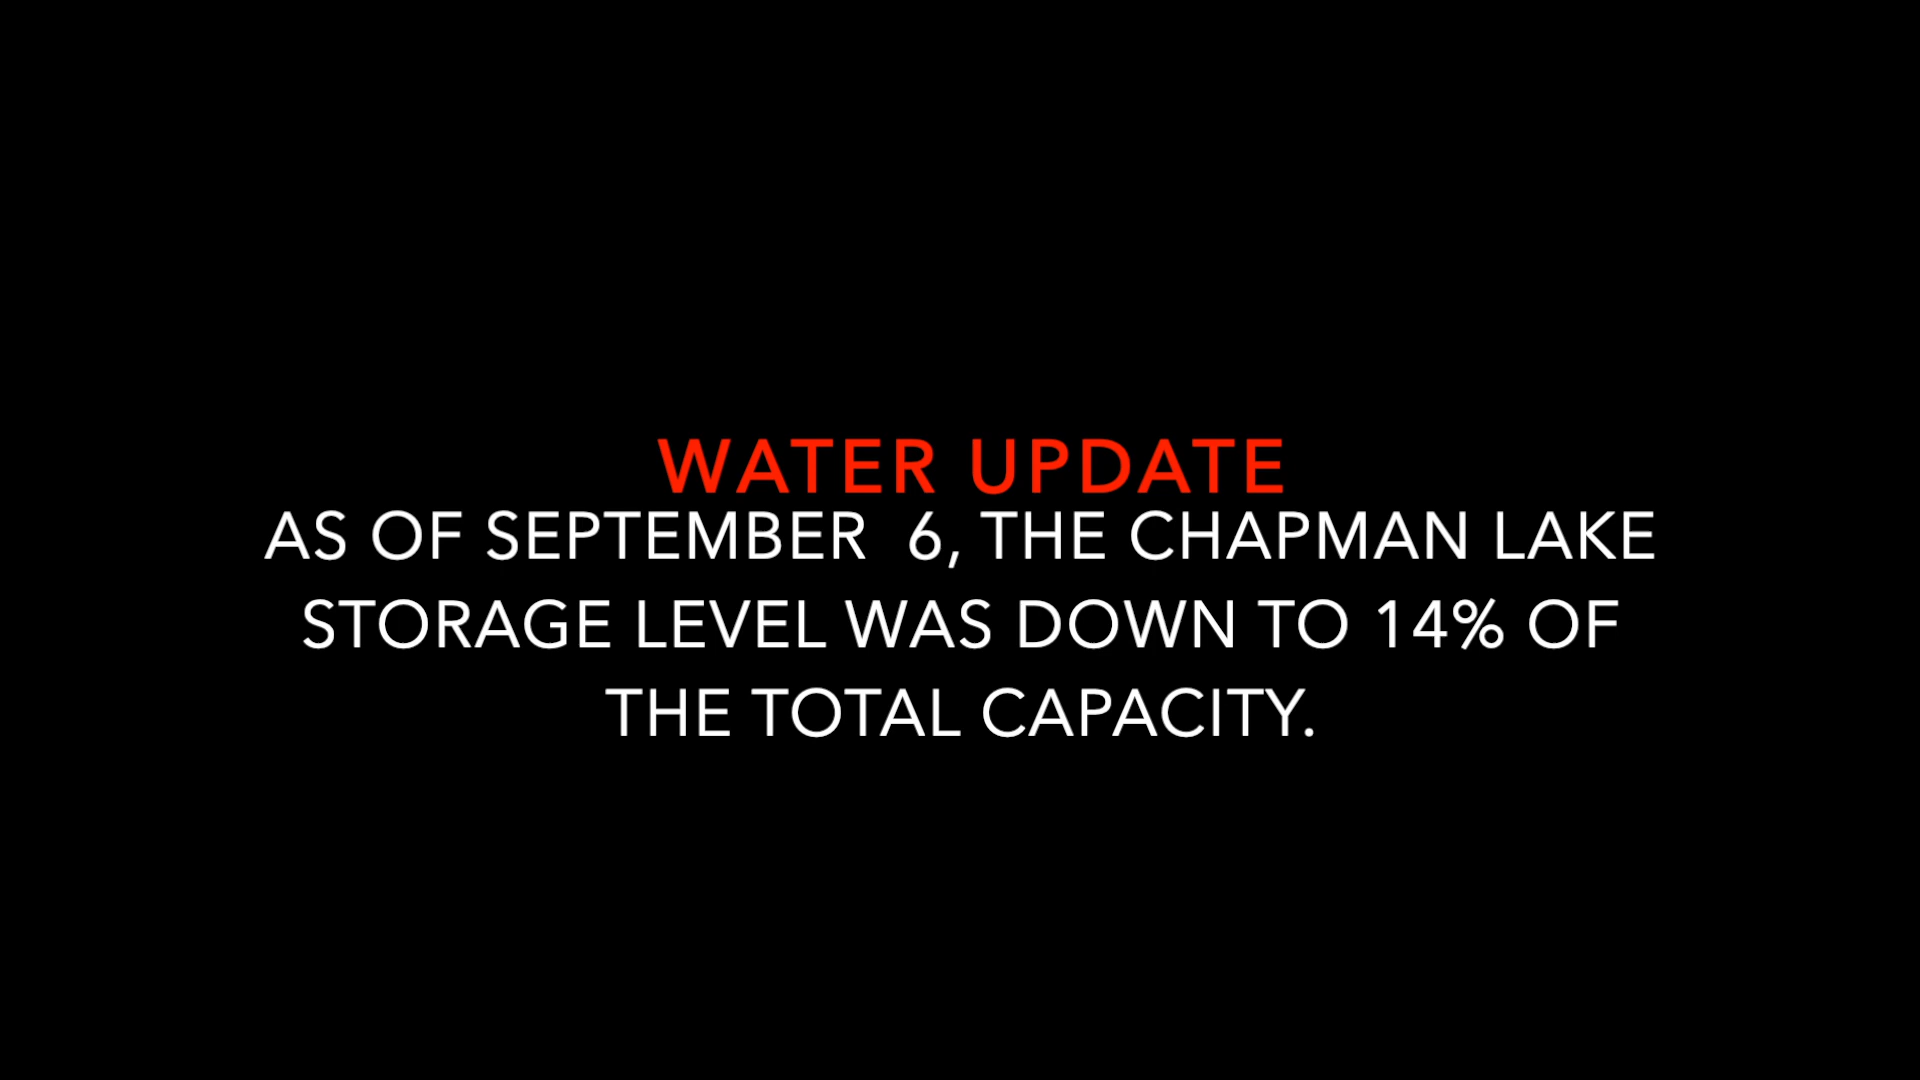 WATER UPDATE
AS OF SEPTEMBER  6, THE CHAPMAN LAKE
STORAGE LEVEL WAS DOWN TO 14% OF
THE TOTAL CAPACITY.